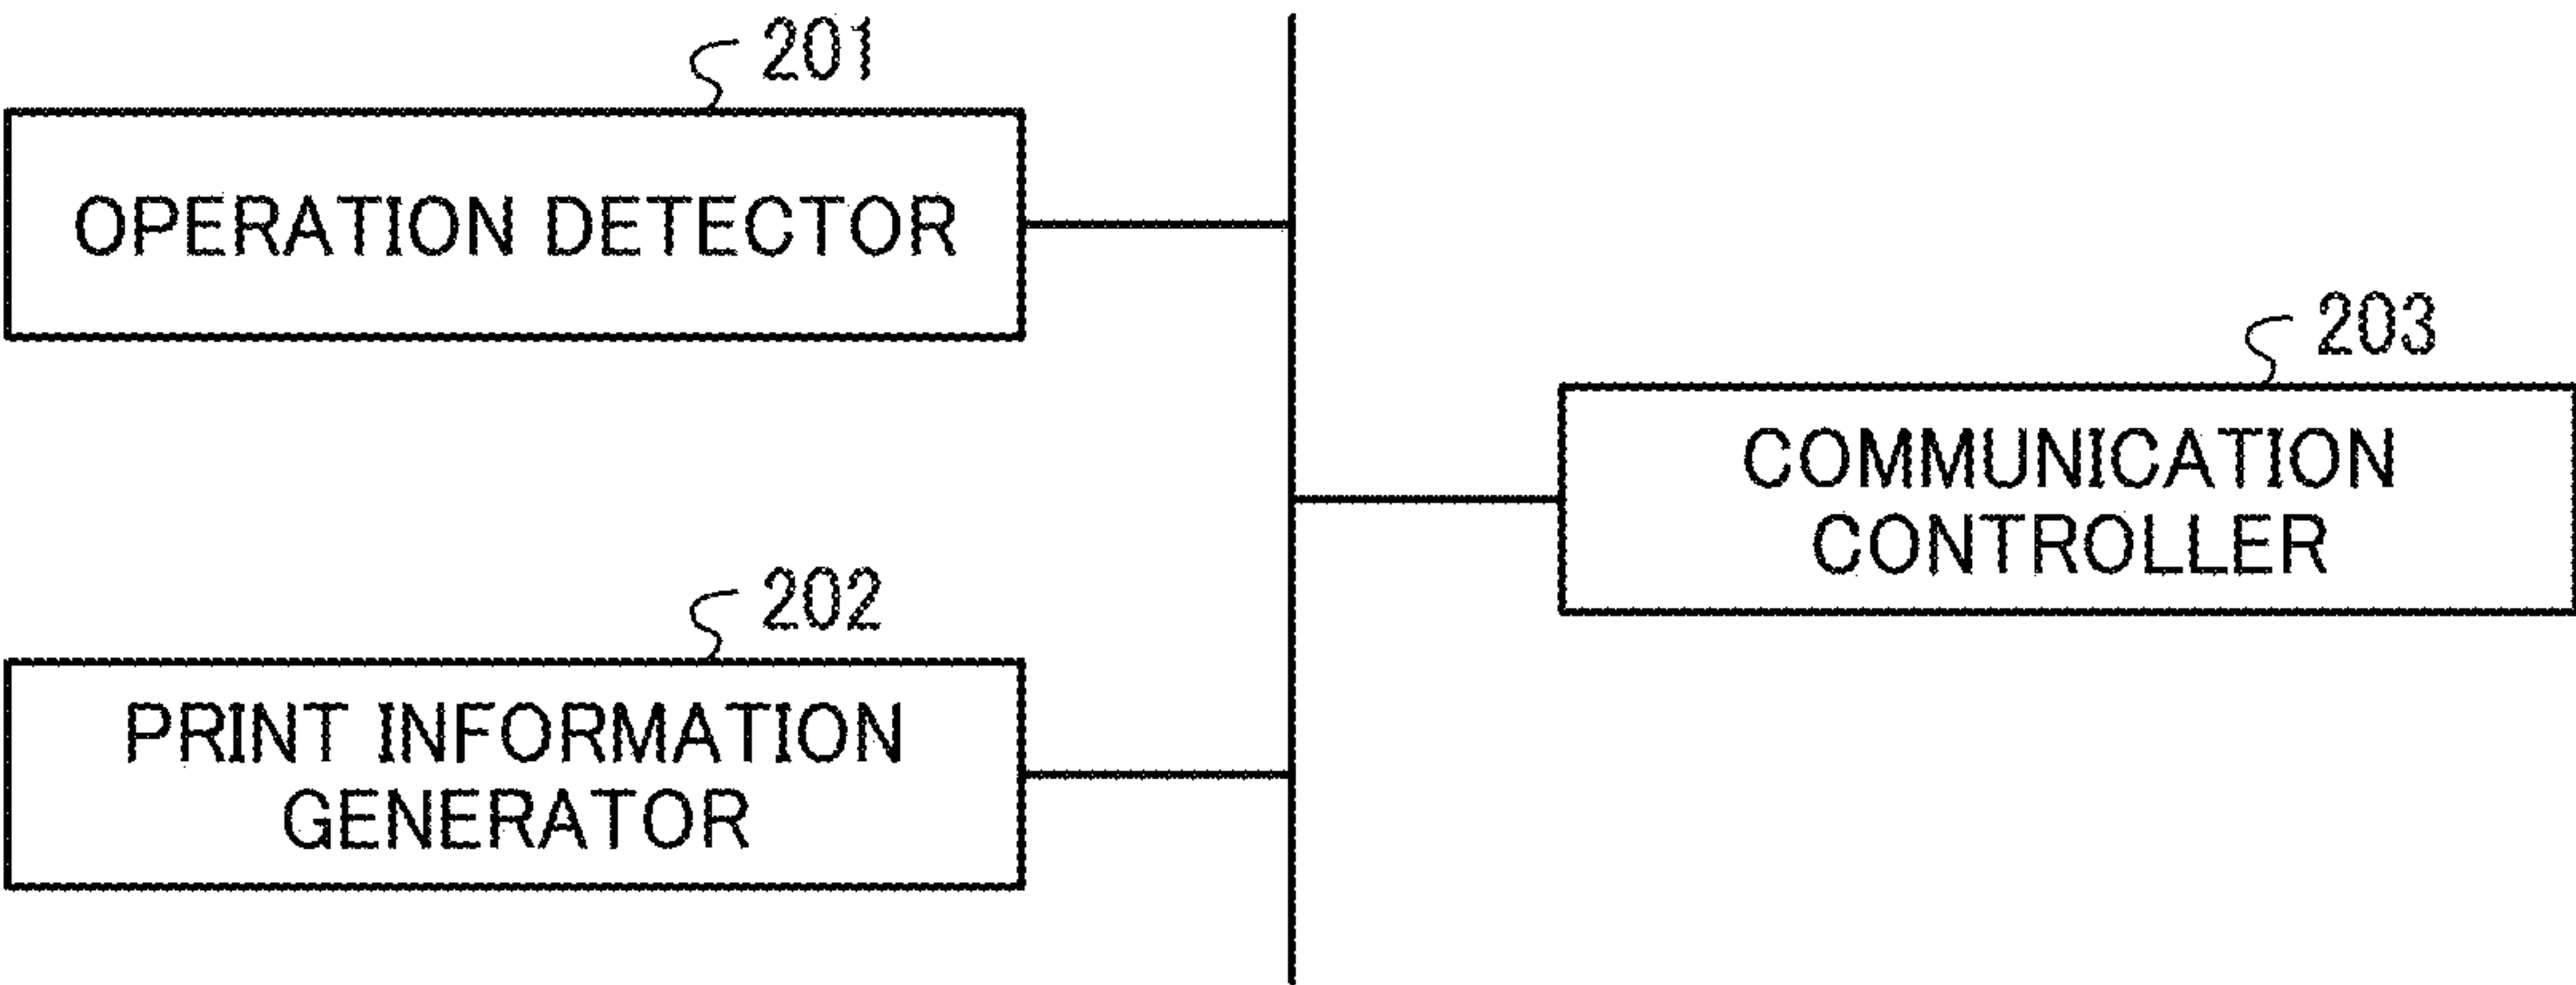 201
OPERATION DETECTOR
203
COMMUNICATION
CONTROLLER
202
PRINT INFORMATION
GENERATOR